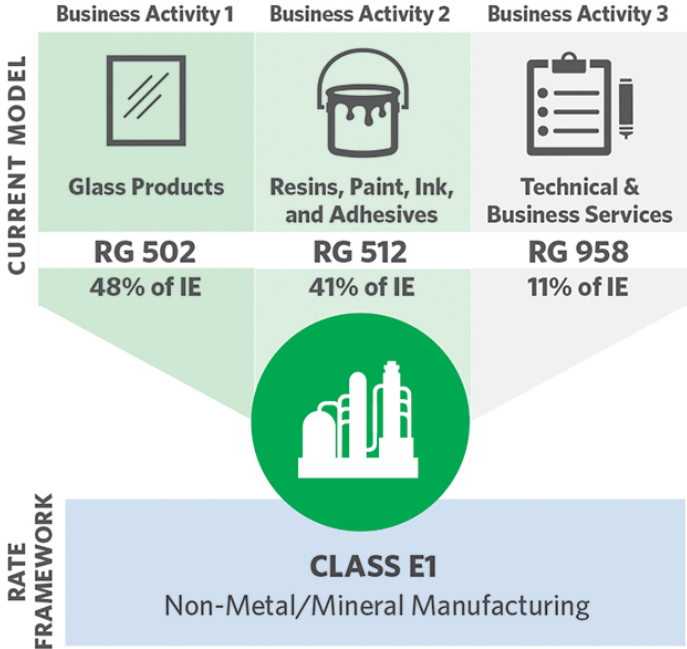 Business Activity 1
Business Activity 2
Business Activity 3
CURRENT MODEL
Glass Products
Resins, Paint, Ink,
and Adhesives
Technical &
Business Services
RG 502
RG 512
RG 958
48% of IE
41% of IE
11% of IE
RATE
FRAMEWORK
CLASS E1
Non-Metal/Mineral Manufacturing